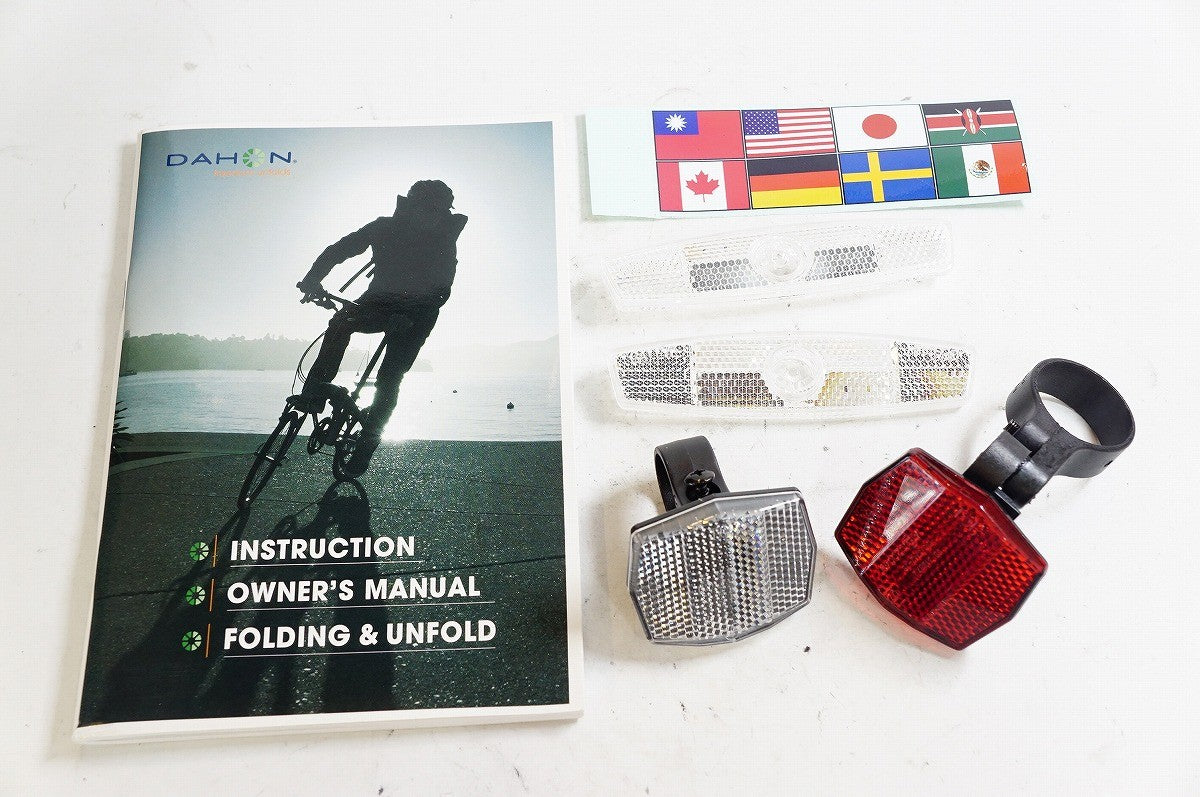 DAHON®
INSTRUCTION
OWNER'S MANUAL
FOLDING & UNFOLD